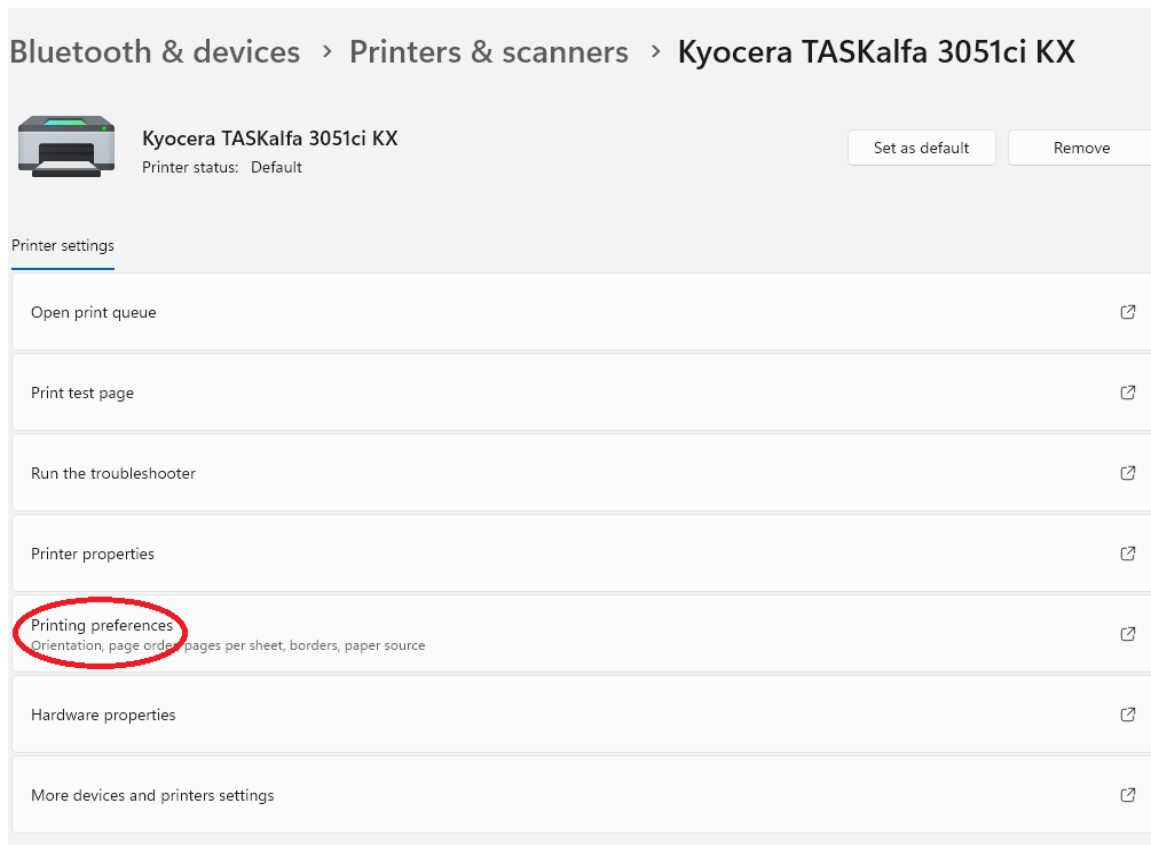 Bluetooth & devices › Printers & scanners › Kyocera TASKalfa 3051ci KX
Kyocera TASKalfa 3051ci KX
Printer status: Default
Set as default
Remove
Printer settings
Open print queue
Print test page
Run the troubleshooter
Printer properties
Printing preferences
Orientation, page order, pages per sheet, borders, paper source
Hardware properties
More devices and printers settings